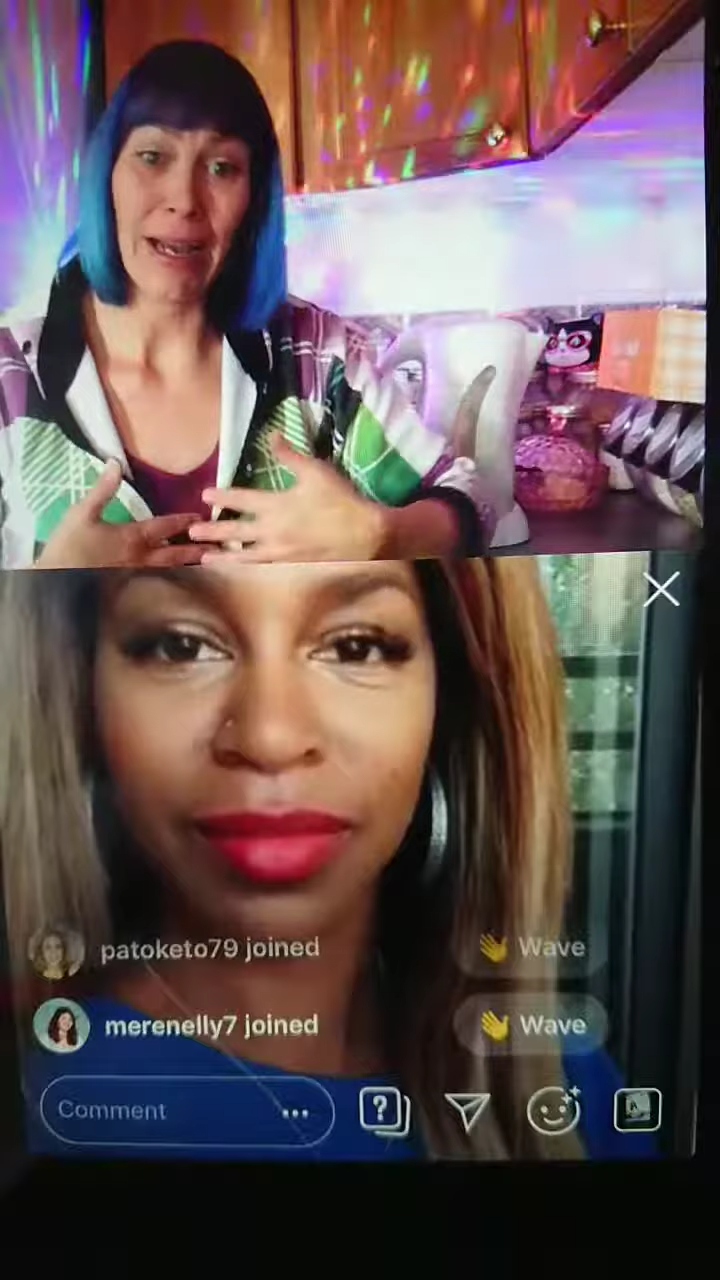 patoketo79 joined
👋 Wave
merenelly7 joined
👋 Wave
Comment
?